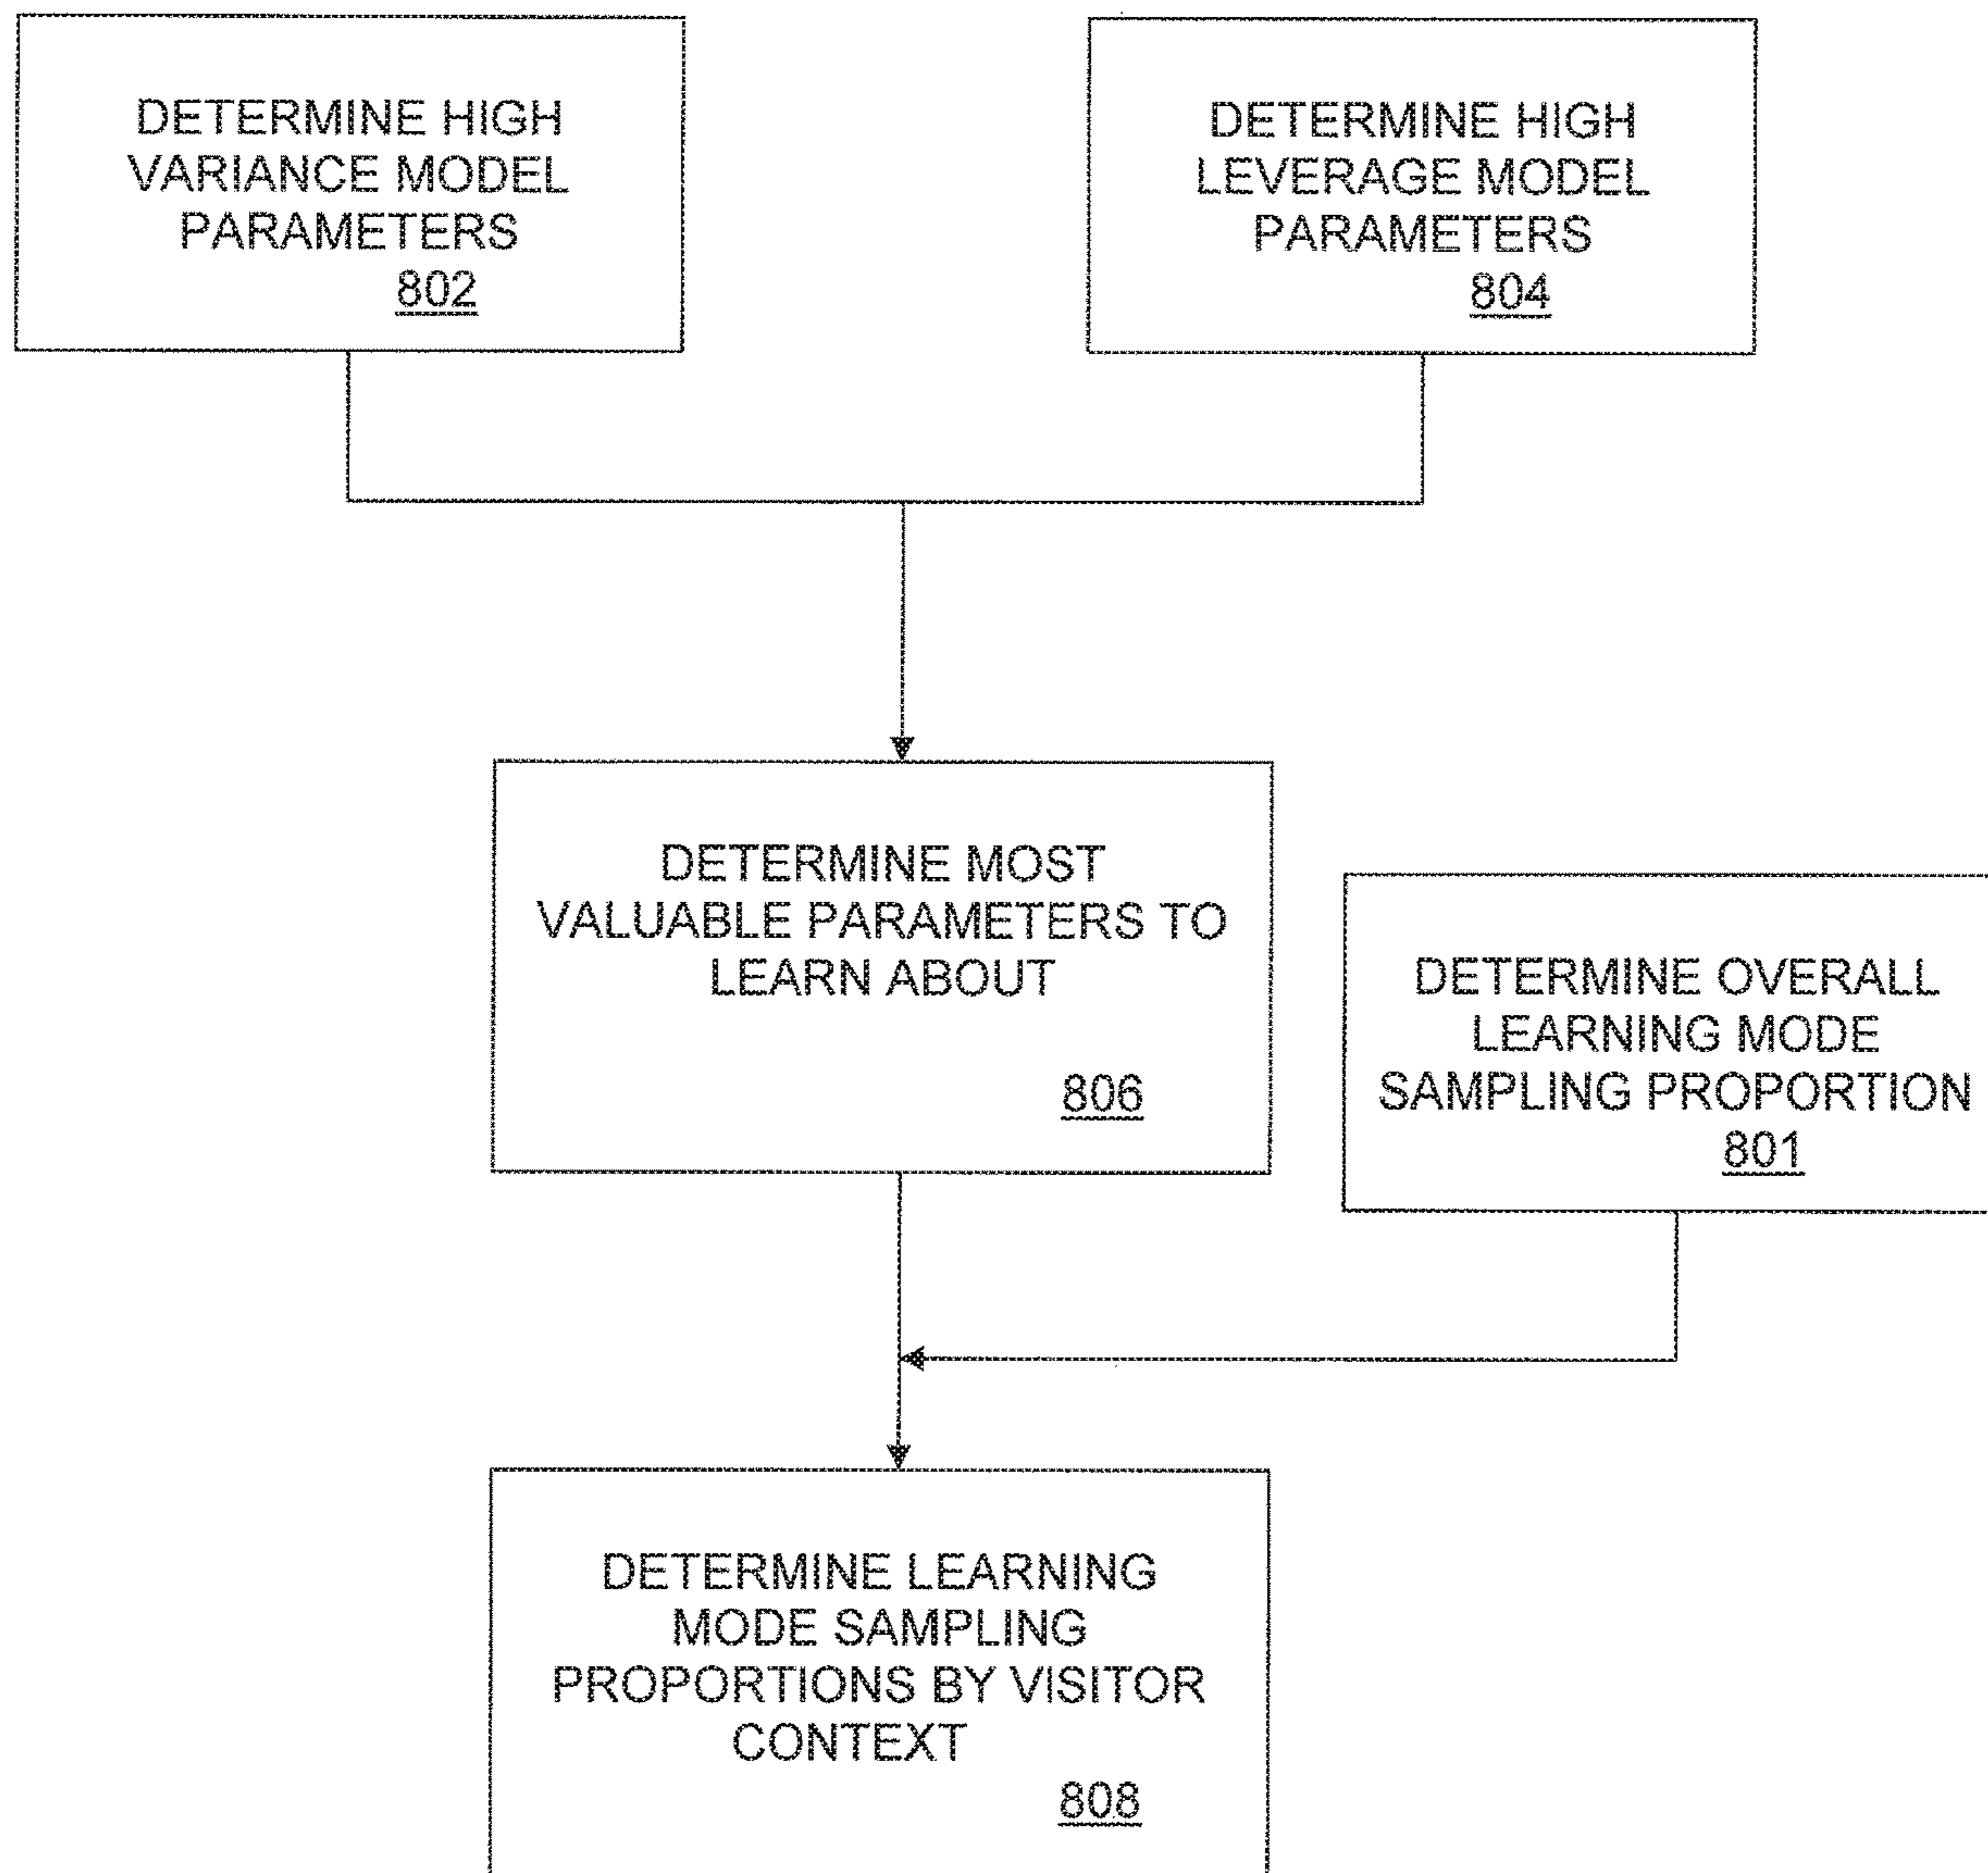 DETERMINE HIGH
VARIANCE MODEL
PARAMETERS
802
DETERMINE HIGH
LEVERAGE MODEL
PARAMETERS
804
DETERMINE MOST
VALUABLE PARAMETERS TO
LEARN ABOUT
806
DETERMINE OVERALL
LEARNING MODE
SAMPLING PROPORTION
801
DETERMINE LEARNING
MODE SAMPLING
PROPORTIONS BY VISITOR
CONTEXT
808